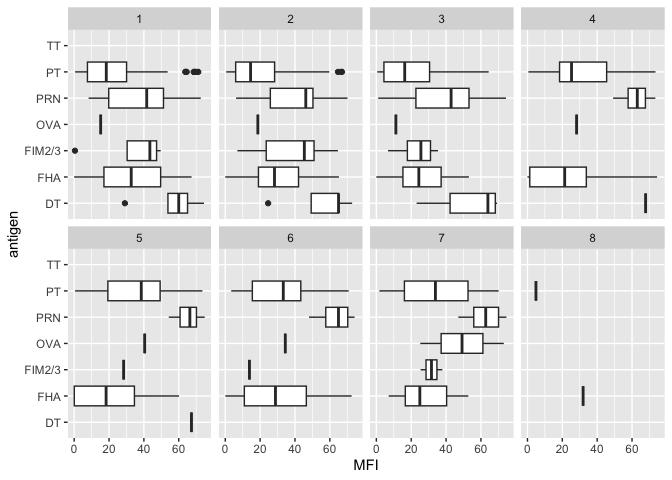 1 2 3 4
TT
PT
PRN
OVA
FIM2/3
FHA
DT
antigen
5 6 7 8
TT
PT
PRN
OVA
FIM2/3
FHA
DT
0 20 40 60 0 20 40 60 0 20 40 60 0 20 40 60
MFI